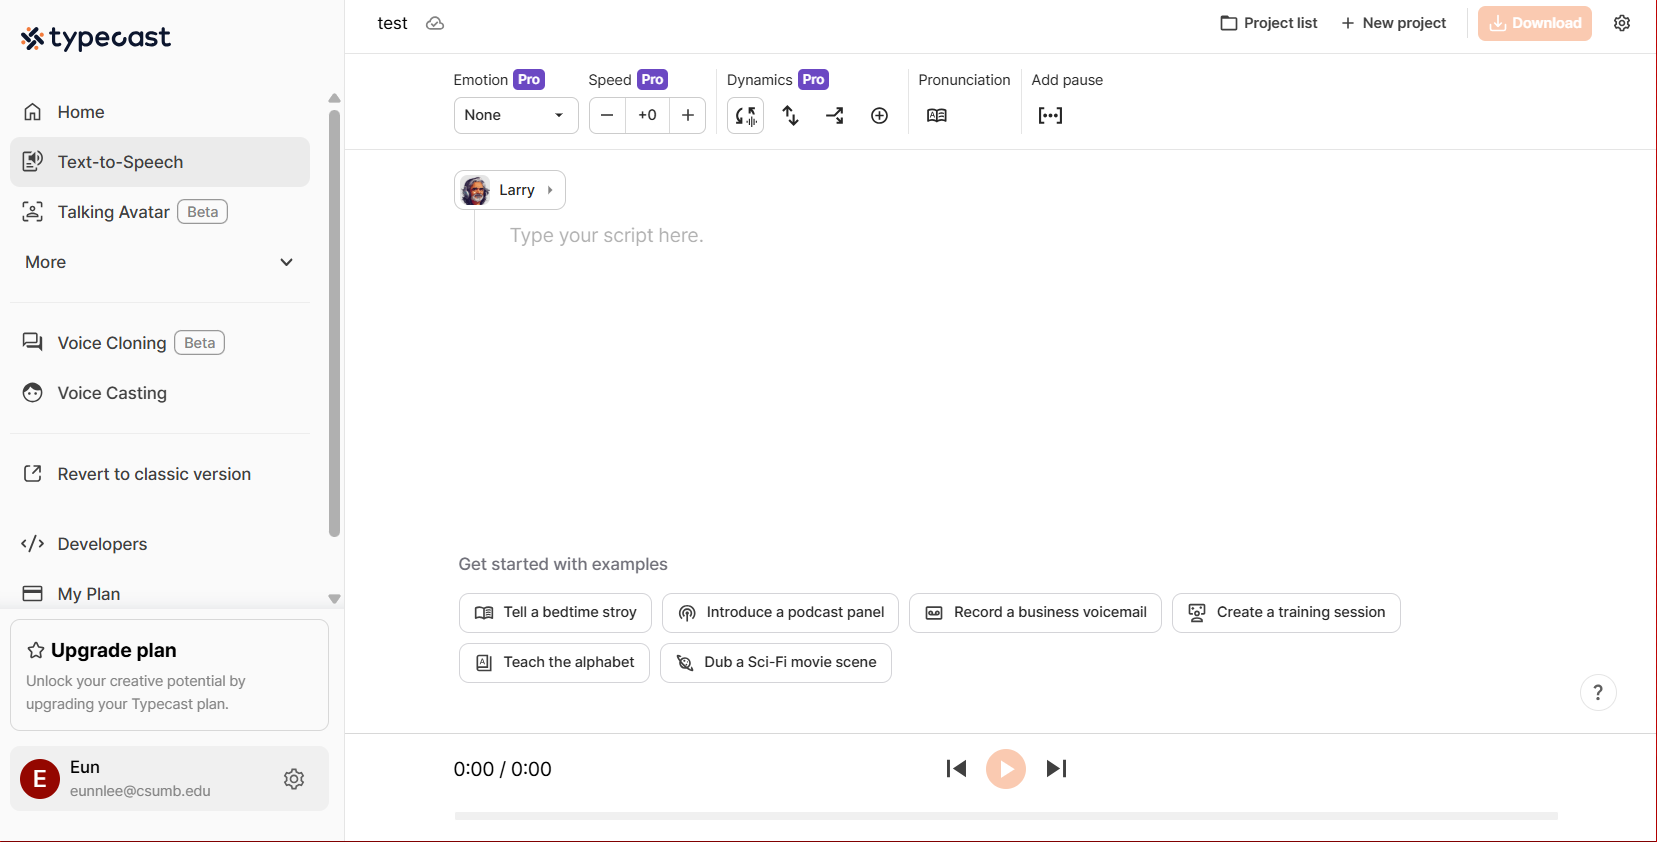 typecast
Home
Text-to-Speech
Talking Avatar Beta
More
Voice Cloning Beta
Voice Casting
Revert to classic version
Developers
My Plan
Upgrade plan
Unlock your creative potential by
upgrading your Typecast plan.
E
Eun
eunnlee@csumb.edu
test
Project list
New project
Download
Emotion Pro
Speed Pro
Dynamics Pro
Pronunciation
Add pause
None
+0
Larry
Type your script here.
Get started with examples
Tell a bedtime stroy
Introduce a podcast panel
Record a business voicemail
Create a training session
Teach the alphabet
Dub a Sci-Fi movie scene
?
0:00 / 0:00